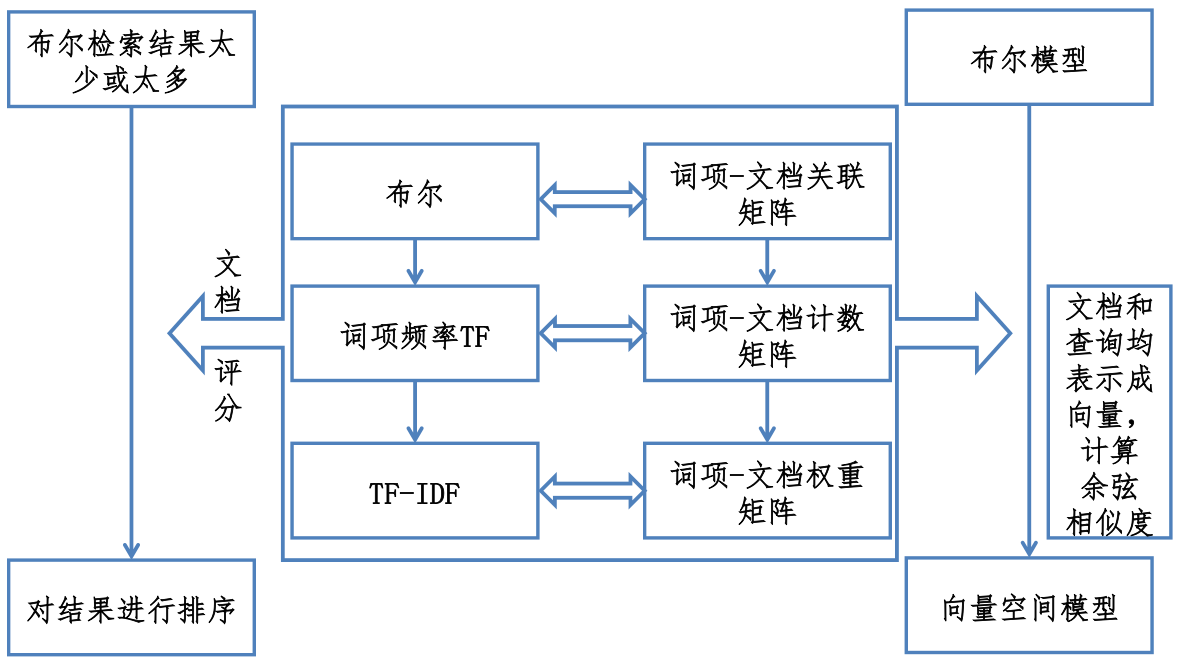 布尔检索结果太
少或太多
布尔模型
布尔
词项-文档关联
矩阵
文
档
评
分
词项频率TF
词项-文档计数
矩阵
文档和
查询均
表示成
向量，
计算
余弦
相似度
TF-IDF
词项-文档权重
矩阵
对结果进行排序
向量空间模型